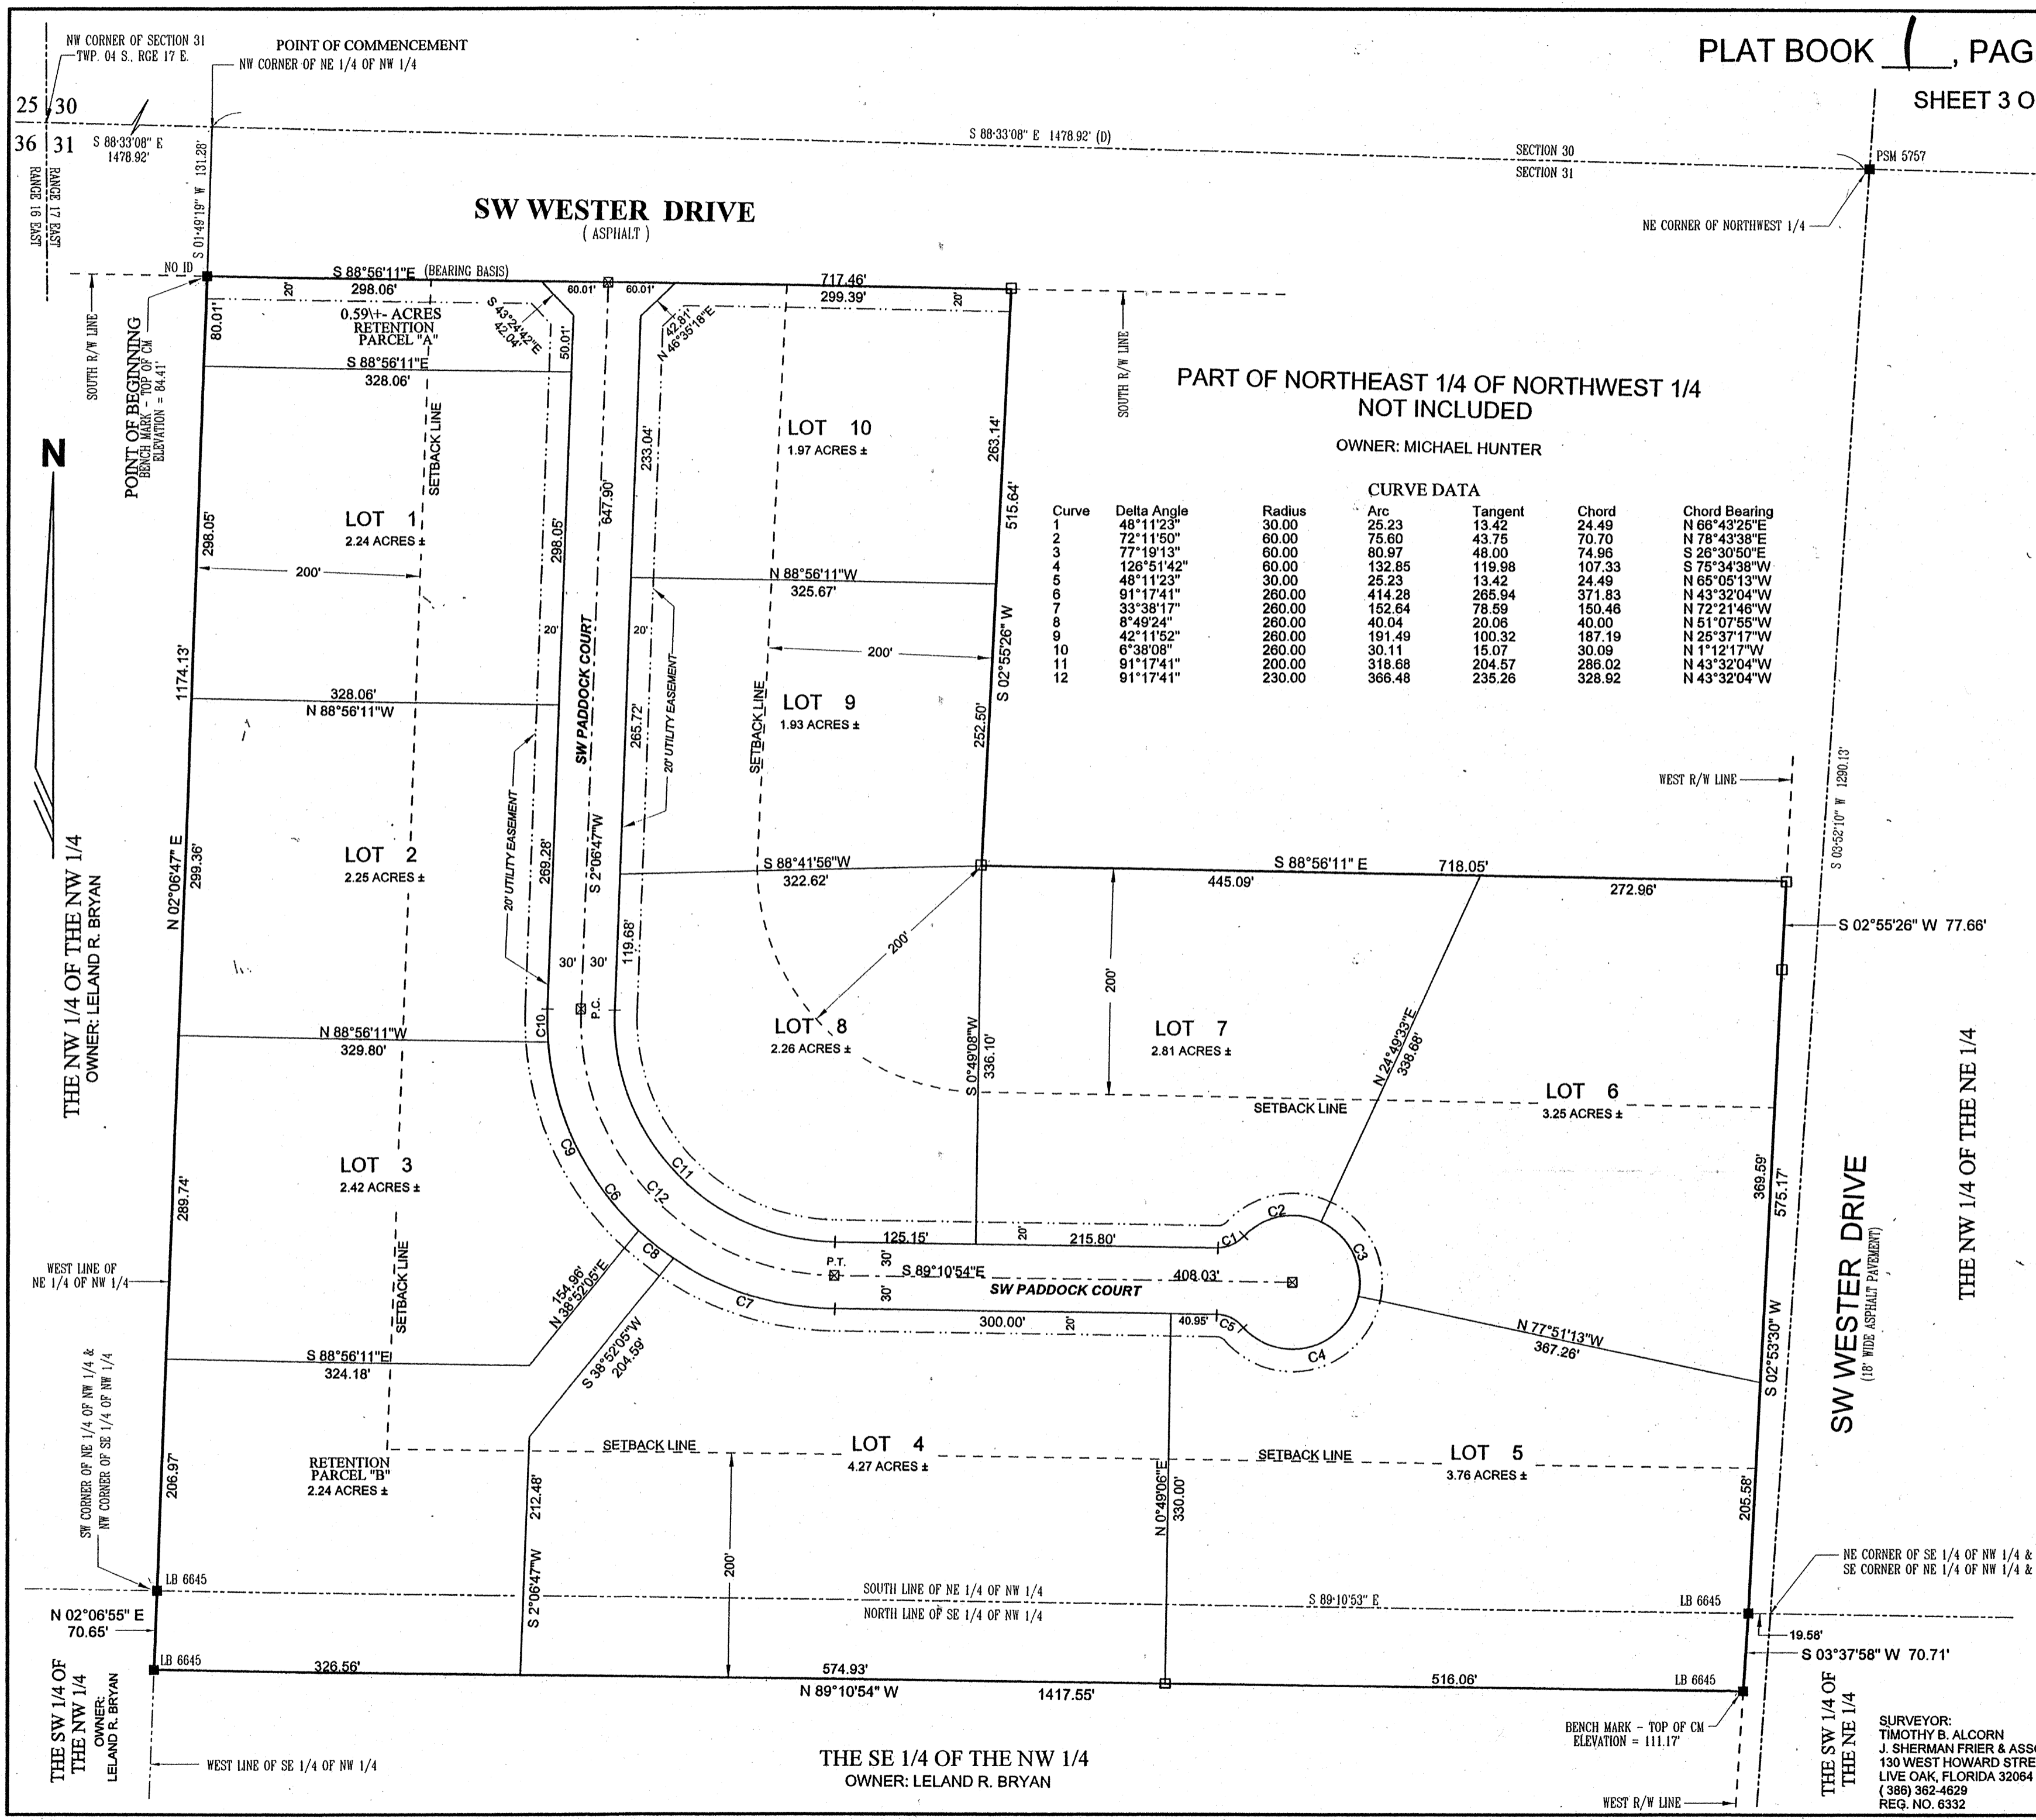 PLAT BOOK 1, PAG
SHEET 3 O
NW CORNER OF SECTION 31
TWP. 04 S., RGE 17 E.
POINT OF COMMENCEMENT
NW CORNER OF NE 1/4 OF NW 1/4
25 30
36 31
S 88·33'08" E
1478.92'
RANGE 17 EAST
RANGE 16 EAST
S 01·49'19" W 131.28'
S 88·33'08" E 1478.92' (D)
SECTION 30
SECTION 31
PSM 5757
NE CORNER OF NORTHWEST 1/4
SW WESTER DRIVE
( ASPHALT )
NO ID
S 88°56'11"E (BEARING BASIS)
298.06'
60.01'
60.01'
717.46'
299.39'
20'
20'
SOUTH R/W LINE
POINT OF BEGINNING
BENCH MARK - TOP OF CM
ELEVATION = 84.41'
80.01'
0.59\+- ACRES
RETENTION
PARCEL "A"
S 43°24'42"E
42.04'
50.01'
42.81'
N 46°35'18"E
S 88°56'11"E
328.06'
SETBACK LINE
SOUTH R/W LINE
PART OF NORTHEAST 1/4 OF NORTHWEST 1/4
NOT INCLUDED
OWNER: MICHAEL HUNTER
N
LOT 10
1.97 ACRES ±
233.04'
263.14'
515.64'
647.90'
LOT 1
2.24 ACRES ±
298.05'
298.05'
200'
CURVE DATA
Curve Delta Angle Radius Arc Tangent Chord Chord Bearing
1 48°11'23" 30.00 25.23 13.42 24.49 N 66°43'25"E
2 72°11'50" 60.00 75.60 43.75 70.70 N 78°43'38"E
3 77°19'13" 60.00 80.97 48.00 74.96 S 26°30'50"E
4 126°51'42" 60.00 132.85 119.98 107.33 S 75°34'38"W
5 48°11'23" 30.00 25.23 13.42 24.49 N 65°05'13"W
6 91°17'41" 260.00 414.28 265.94 371.83 N 43°32'04"W
7 33°38'17" 260.00 152.64 78.59 150.46 N 72°21'46"W
8 8°49'24" 260.00 40.04 20.06 40.00 N 51°07'55"W
9 42°11'52" 260.00 191.49 100.32 187.19 N 25°37'17"W
10 6°38'08" 260.00 30.11 15.07 30.09 N 1°12'17"W
11 91°17'41" 200.00 318.68 204.57 286.02 N 43°32'04"W
12 91°17'41" 230.00 366.48 235.26 328.92 N 43°32'04"W
N 88°56'11"W
325.67'
20'
20'
200'
1174.13'
328.06'
N 88°56'11"W
SW PADDOCK COURT
265.72'
20' UTILITY EASEMENT
SETBACK LINE
LOT 9
1.93 ACRES ±
S 02°55'26" W
252.50'
WEST R/W LINE
S 03·52'10" W 1290.13'
N 02°06'47" E
299.36'
LOT 2
2.25 ACRES ±
20' UTILITY EASEMENT
269.28'
S 2°06'47"W
S 88°41'56"W
322.62'
S 88°56'11" E 718.05'
445.09'
272.96'
S 02°55'26" W 77.66'
THE NW 1/4 OF THE NW 1/4
OWNER: LELAND R. BRYAN
119.68'
200'
200'
30' 30'
P.C.
C10
LOT 8
2.26 ACRES ±
S 0°49'08"W
336.10'
LOT 7
2.81 ACRES ±
N 24°49'33"E
338.68'
LOT 6
3.25 ACRES ±
SETBACK LINE
N 88°56'11"W
329.80'
THE NW 1/4 OF THE NE 1/4
LOT 3
2.42 ACRES ±
289.74'
C9
C6
C12
C11
369.59'
575.17'
SW WESTER DRIVE
(18' WIDE ASPHALT PAVEMENT)
WEST LINE OF
NE 1/4 OF NW 1/4
SETBACK LINE
154.96'
N 38°52'05"E
C8
C7
125.15'
20'
215.80'
C1
C2
C3
P.T.
30'
S 89°10'54"E
408.03'
SW PADDOCK COURT
30'
300.00'
20'
40.95'
C5
C4
S 88°56'11"E
324.18'
S 38°52'05"W
204.59'
N 77°51'13"W
367.26'
S 02°53'30" W
SW CORNER OF NE 1/4 OF NW 1/4 &
NW CORNER OF SE 1/4 OF NW 1/4
206.97'
RETENTION
PARCEL "B"
2.24 ACRES ±
SETBACK LINE
LOT 4
4.27 ACRES ±
SETBACK LINE
LOT 5
3.76 ACRES ±
212.48'
S 2°06'47"W
200'
N 0°49'06"E
330.00'
205.58'
NE CORNER OF SE 1/4 OF NW 1/4 &
SE CORNER OF NE 1/4 OF NW 1/4 &
LB 6645
SOUTH LINE OF NE 1/4 OF NW 1/4
NORTH LINE OF SE 1/4 OF NW 1/4
S 89·10'53" E
LB 6645
N 02°06'55" E
70.65'
19.58'
S 03°37'58" W 70.71'
LB 6645
326.56'
574.93'
N 89°10'54" W 1417.55'
516.06'
LB 6645
THE SW 1/4 OF
THE NW 1/4
OWNER:
LELAND R. BRYAN
WEST LINE OF SE 1/4 OF NW 1/4
THE SE 1/4 OF THE NW 1/4
OWNER: LELAND R. BRYAN
BENCH MARK - TOP OF CM
ELEVATION = 111.17'
WEST R/W LINE
THE SW 1/4 OF
THE NE 1/4
SURVEYOR:
TIMOTHY B. ALCORN
J. SHERMAN FRIER & ASSO
130 WEST HOWARD STRE
LIVE OAK, FLORIDA 32064
( 386) 362-4629
REG. NO. 6332